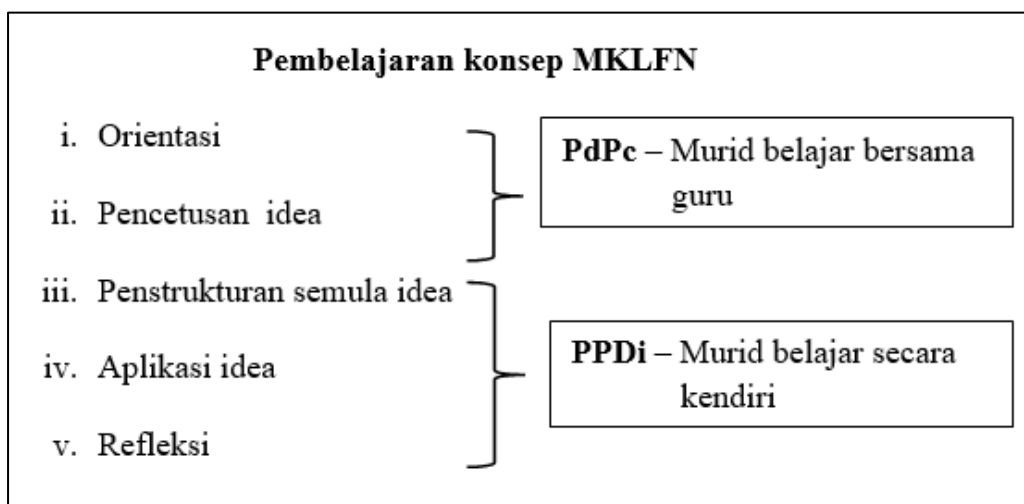 Pembelajaran konsep MKLFN
i. Orientasi
ii. Pencetusan idea
PdPc – Murid belajar bersama
guru
iii. Penstrukturan semula idea
iv. Aplikasi idea
v. Refleksi
PPDi – Murid belajar secara
kendiri